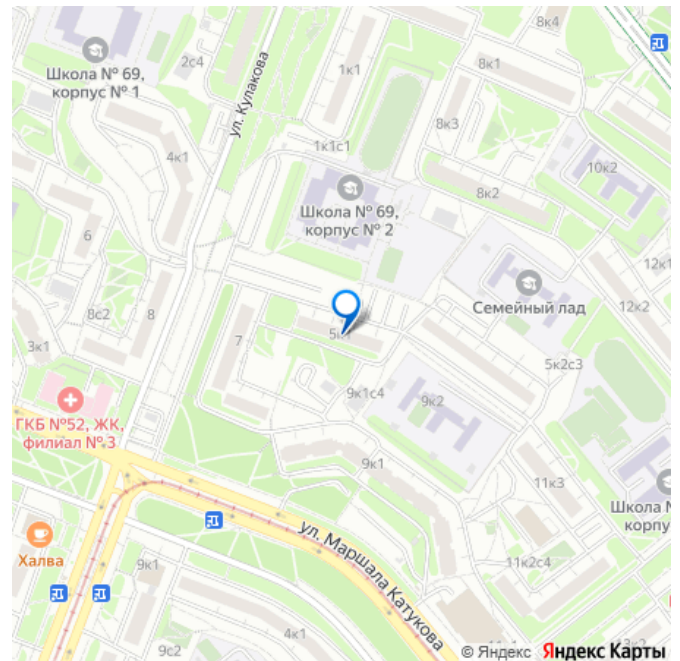 8к4
2с4
8к1
Школа № 69,
корпус № 1
1к1
ул. Кулакова
8к3
1к1с1
4к1
10к2
8к2
Школа № 69,
корпус № 2
6
12к1
Семейный лад
12к2
8с2
8
7
3к1
5к2с3
9к1с4
9к2
ГКБ №52, ЖК,
филиал № 3
9к1
11к3
Школа №
корпу
ул. Маршала Катукова
Халва
9к1
11к2с4
4к1
9с2
13к2
© Яндекс Яндекс Карты